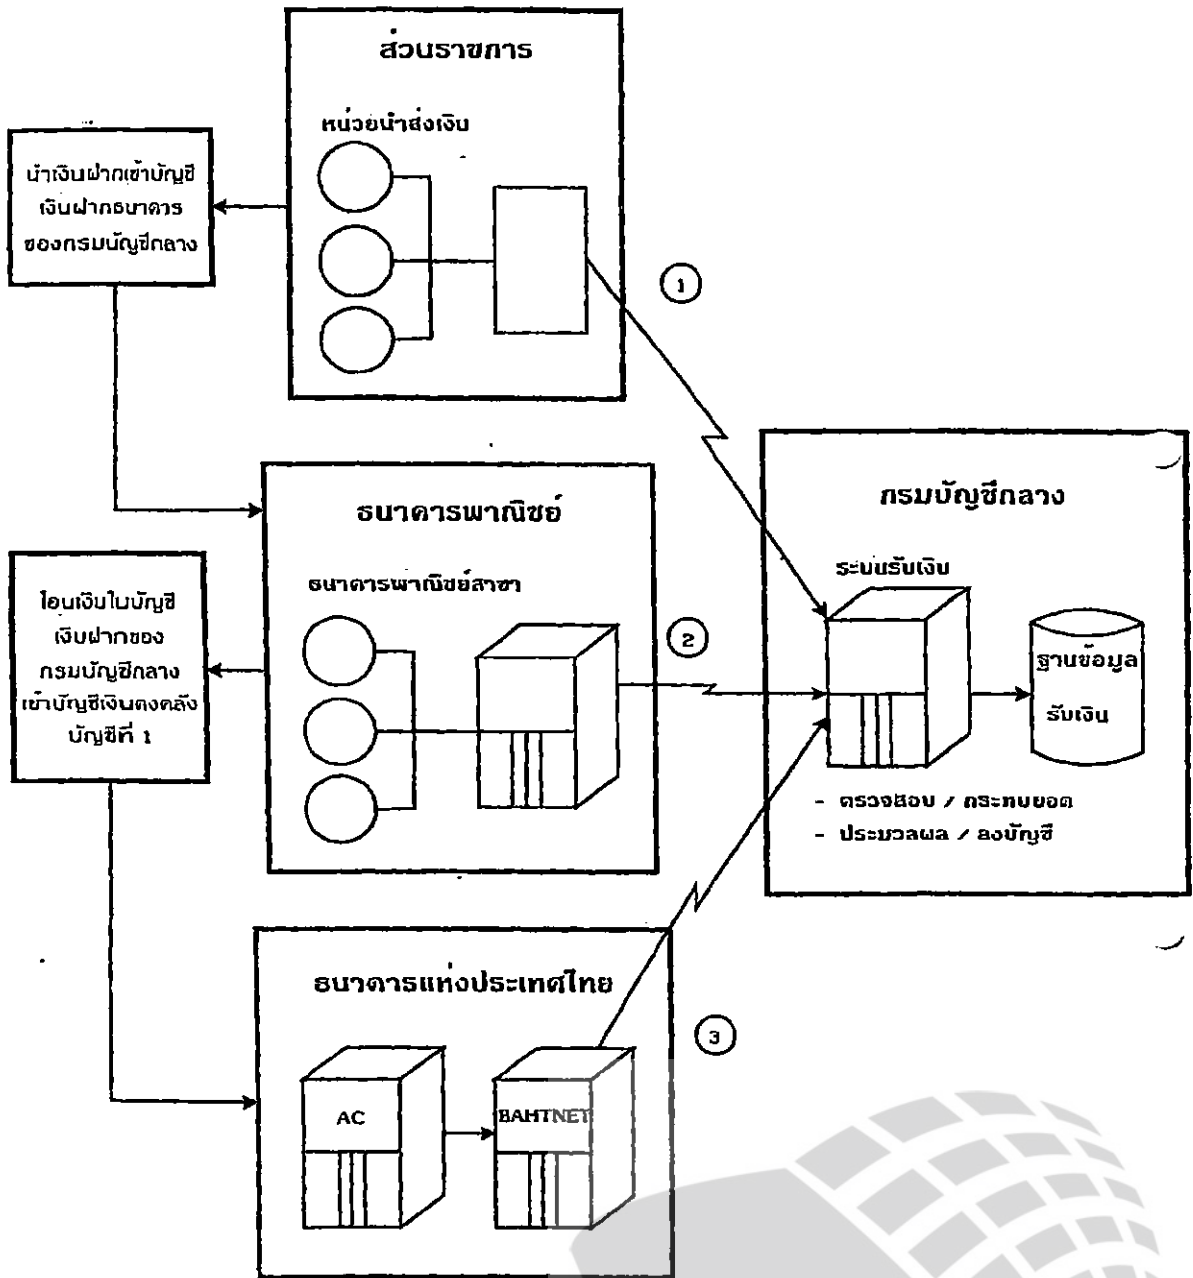 ส่วนราชการ
หน่วยนำส่งเงิน
นำเงินฝากเข้าบัญชี
เงินฝากธนาคาร
ของกรมบัญชีกลาง
1
ธนาคารพาณิชย์
ธนาคารพาณิชย์สาขา
2
โอนเงินในบัญชี
เงินฝากของ
กรมบัญชีกลาง
เข้าบัญชีเงินคงคลัง
บัญชีที่ 1
กรมบัญชีกลาง
ระบบรับเงิน
ฐานข้อมูล
รับเงิน
- ตรวจสอบ / กระทบยอด
- ประมวลผล / ลงบัญชี
ธนาคารแห่งประเทศไทย
3
AC
BAHTNET